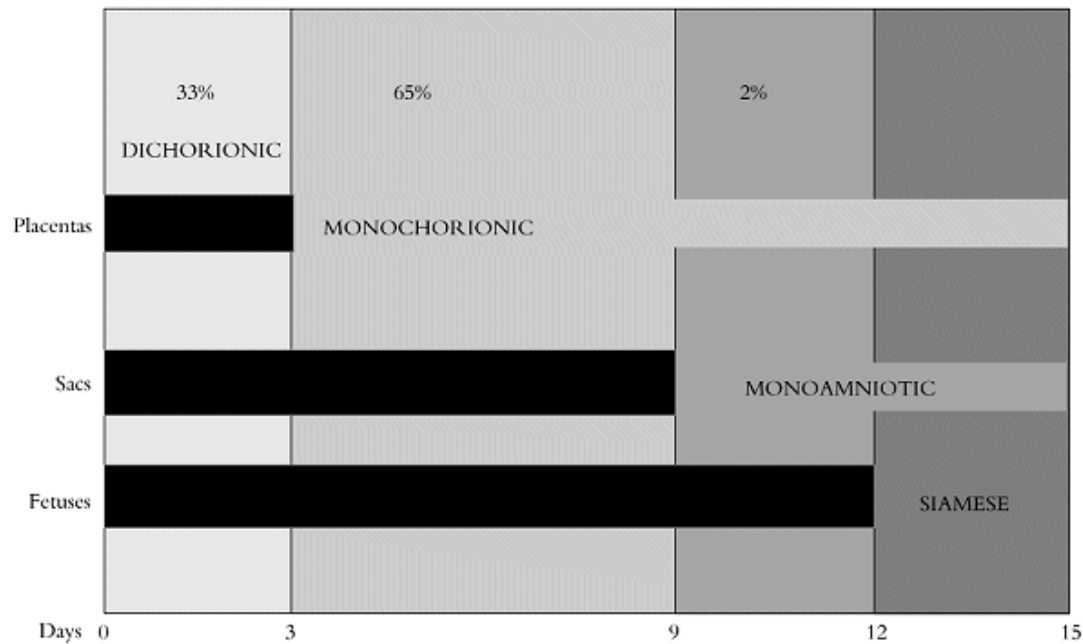 33% 65% 2%
DICHORIONIC
Placentas MONOCHORIONIC
Sacs MONOAMNIOTIC
Fetuses SIAMESE
Days 0 3 9 12 15